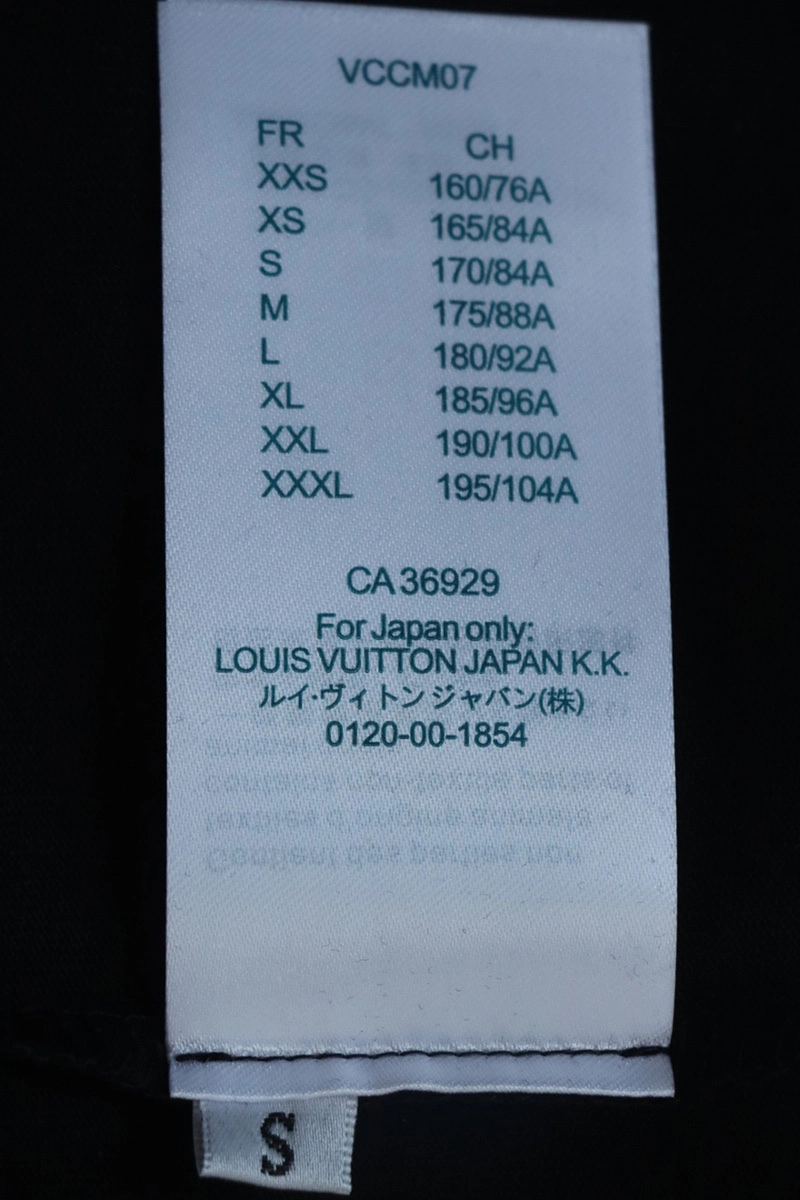 VCCM07
FR CH
XXS 160/76A
XS 165/84A
S 170/84A
M 175/88A
L 180/92A
XL 185/96A
XXL 190/100A
XXXL 195/104A
CA 36929
For Japan only:
LOUIS VUITTON JAPAN K.K.
ルイ·ヴィトンジャパン(株)
0120-00-1854
S